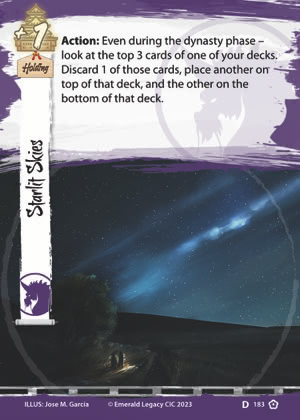 1
Holding
Action: Even during the dynasty phase –
look at the top 3 cards of one of your decks.
Discard 1 of those cards, place another on
top of that deck, and the other on the
bottom of that deck.
Starlit Skies
ILLUS: Jose M. García © Emerald Legacy CIC 2023 D 183